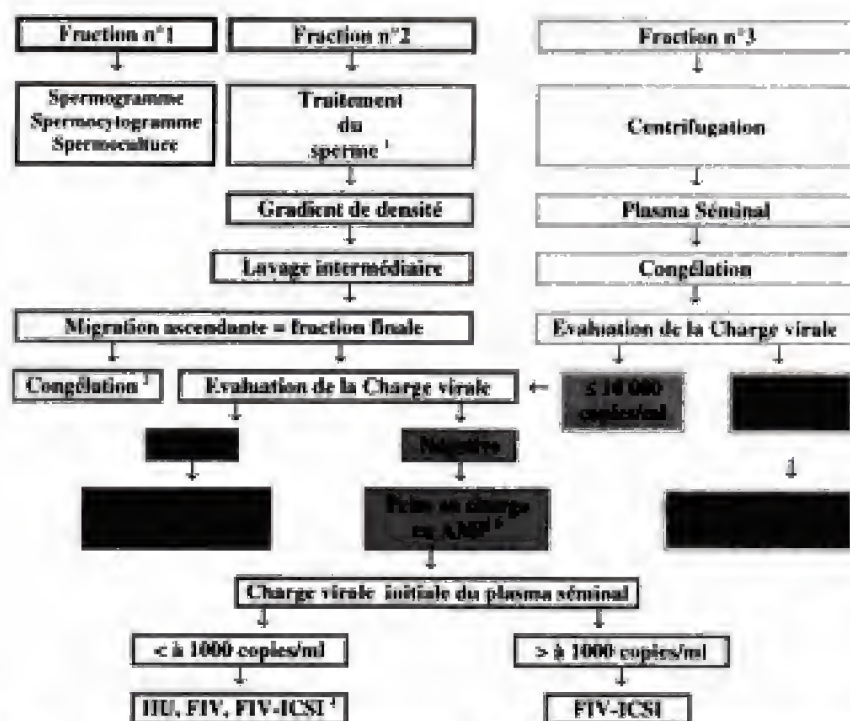 Fraction n°1
Fraction n°2
Fraction n°3
Spermogramme
Spermocytogramme
Spermoculture
Traitement
du
sperme ¹
Centrifugation
Gradient de densité
Plasma Séminal
Lavage intermédiaire
Congélation
Migration ascendante = fraction finale
Evaluation de la Charge virale
Congélation ²
Evaluation de la Charge virale
≤ 10 000
copies/ml
Négative
Prise en charge
en AMP
Charge virale initiale du plasma séminal
< à 1000 copies/ml
> à 1000 copies/ml
FIV, FIV-ICSI
FIV-ICSI